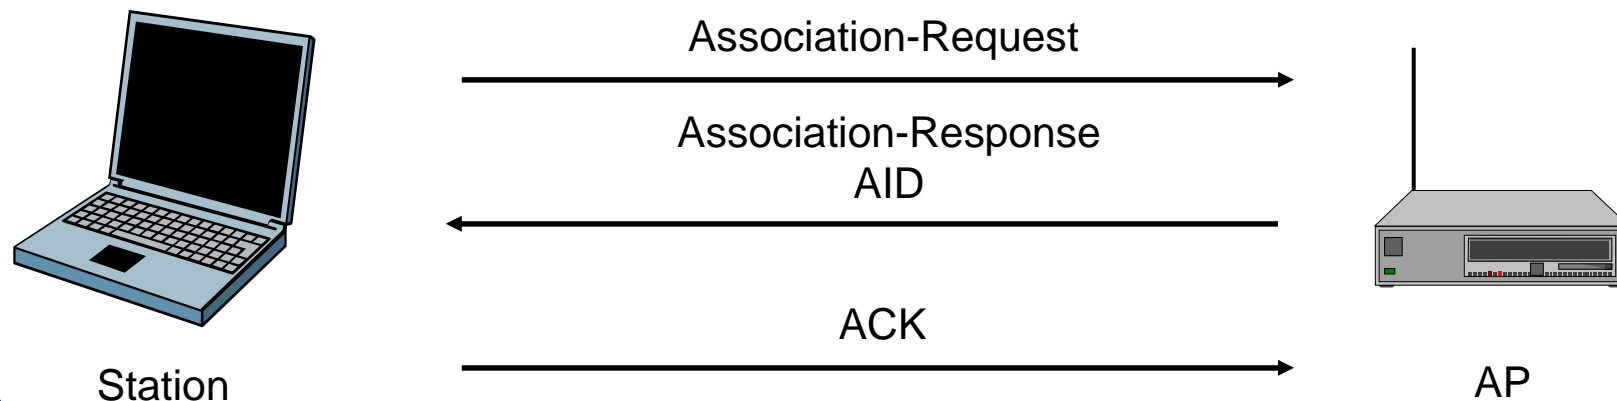 Association-Request
Association-Response
AID
ACK
Station
AP